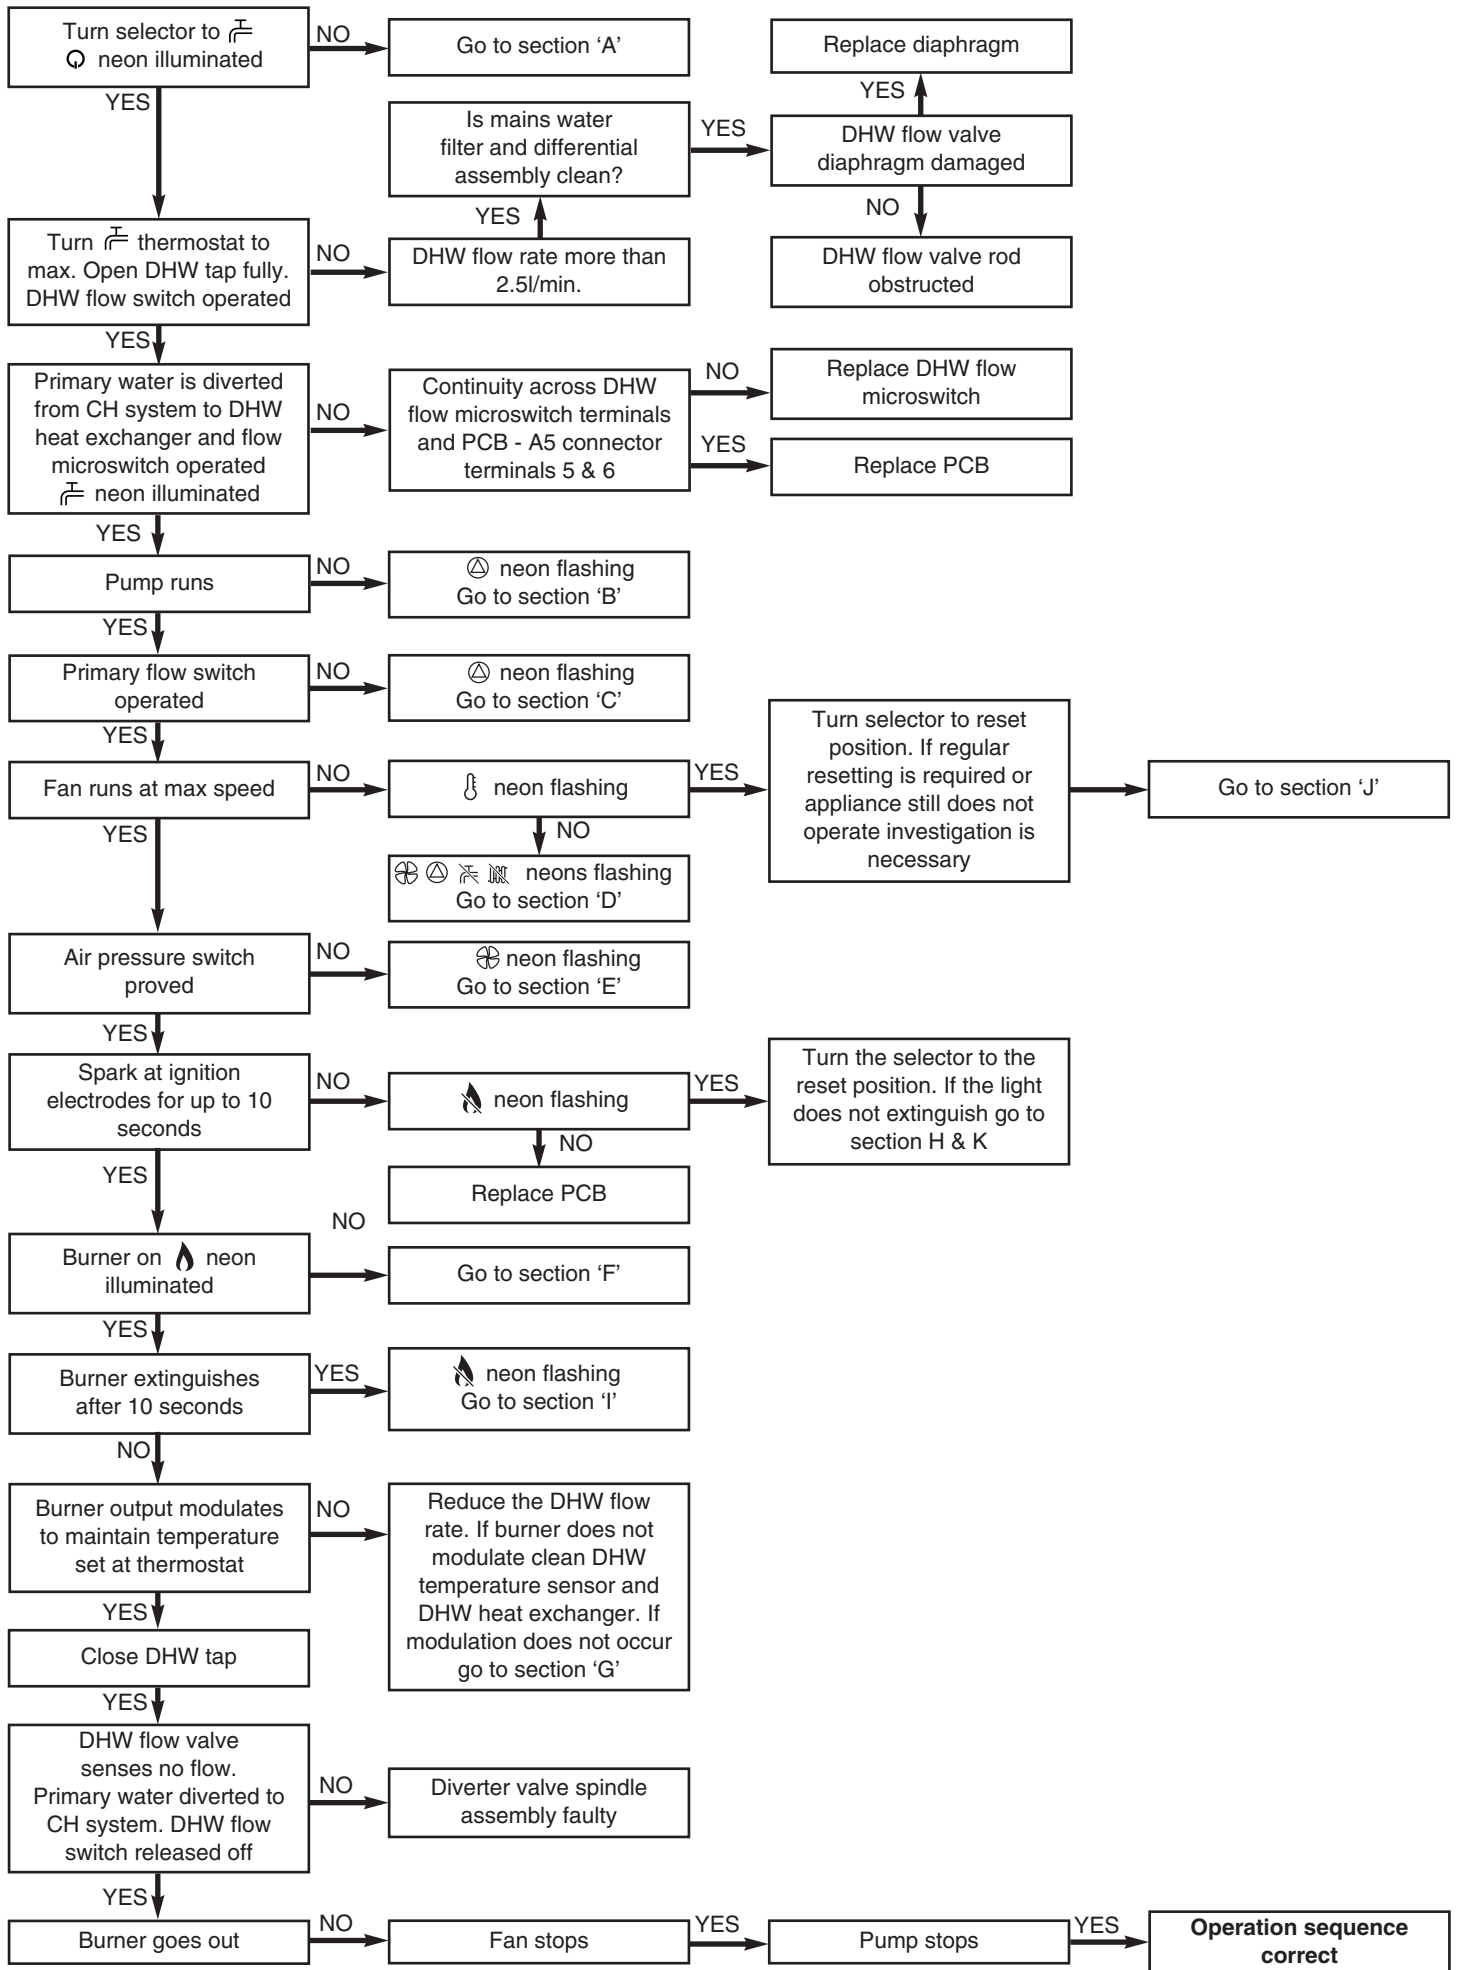 Turn selector to
neon illuminated
NO
Go to section ‘A’
Replace diaphragm
YES
YES
Is mains water
filter and differential
assembly clean?
YES
DHW flow valve
diaphragm damaged
YES
NO
Turn thermostat to
max. Open DHW tap fully.
DHW flow switch operated
NO
DHW flow rate more than
2.5l/min.
DHW flow valve rod
obstructed
YES
Primary water is diverted
from CH system to DHW
heat exchanger and flow
microswitch operated
neon illuminated
NO
Continuity across DHW
flow microswitch terminals
and PCB - A5 connector
terminals 5 & 6
NO
Replace DHW flow
microswitch
YES
Replace PCB
YES
Pump runs
NO
neon flashing
Go to section ‘B’
YES
Primary flow switch
operated
NO
neon flashing
Go to section ‘C’
YES
Fan runs at max speed
NO
neon flashing
YES
Turn selector to reset
position. If regular
resetting is required or
appliance still does not
operate investigation is
necessary
Go to section ‘J’
YES
NO
neons flashing
Go to section ‘D’
Air pressure switch
proved
NO
neon flashing
Go to section ‘E’
YES
Spark at ignition
electrodes for up to 10
seconds
NO
neon flashing
YES
Turn the selector to the
reset position. If the light
does not extinguish go to
section H & K
NO
Replace PCB
YES
NO
Burner on neon
illuminated
Go to section ‘F’
YES
Burner extinguishes
after 10 seconds
YES
neon flashing
Go to section ‘I’
NO
Burner output modulates
to maintain temperature
set at thermostat
NO
Reduce the DHW flow
rate. If burner does not
modulate clean DHW
temperature sensor and
DHW heat exchanger. If
modulation does not occur
go to section ‘G’
YES
Close DHW tap
YES
DHW flow valve
senses no flow.
Primary water diverted to
CH system. DHW flow
switch released off
NO
Diverter valve spindle
assembly faulty
YES
Burner goes out
NO
Fan stops
YES
Pump stops
YES
Operation sequence
correct